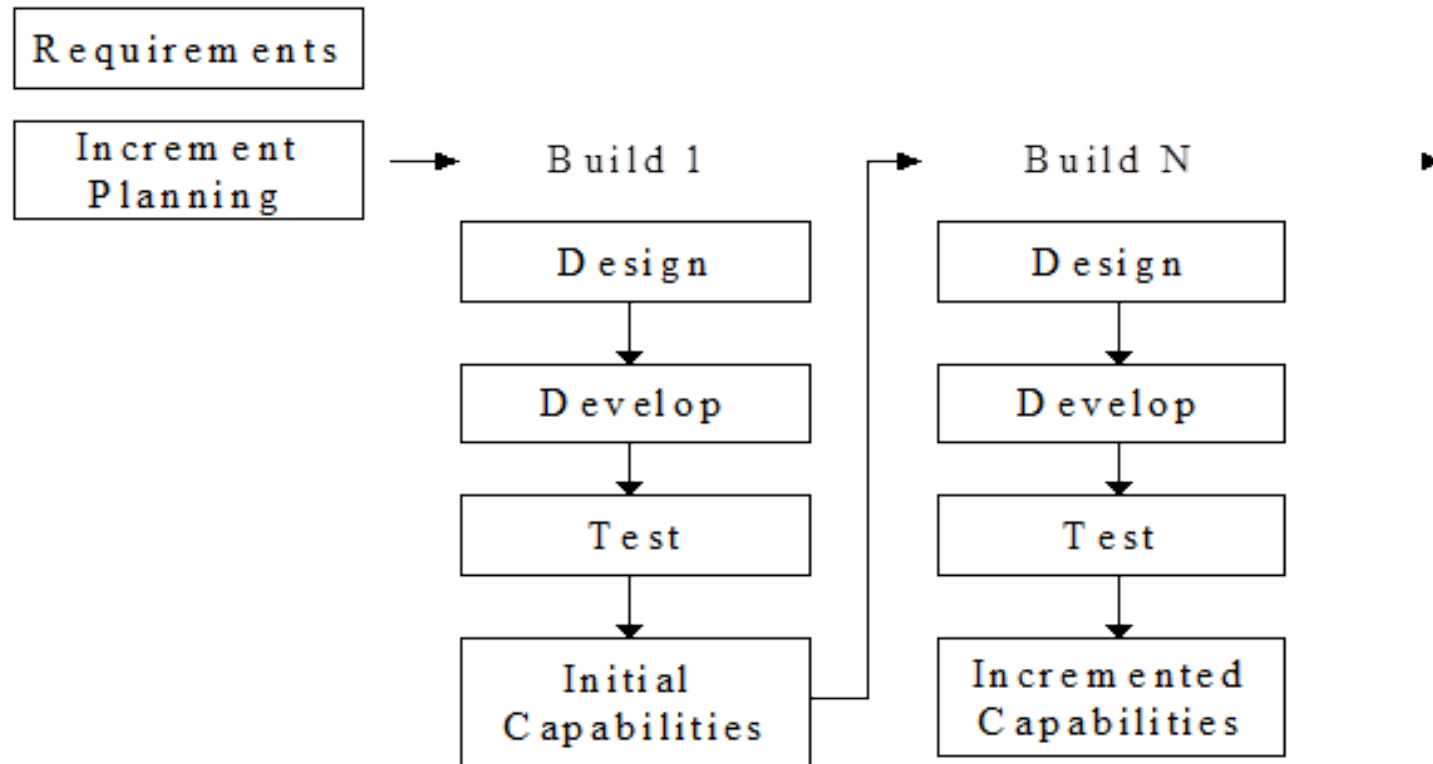 Requirements
Increment
Planning
Build 1
Design
Develop
Test
Initial
Capabilities
Build N
Design
Develop
Test
Incremented
Capabilities